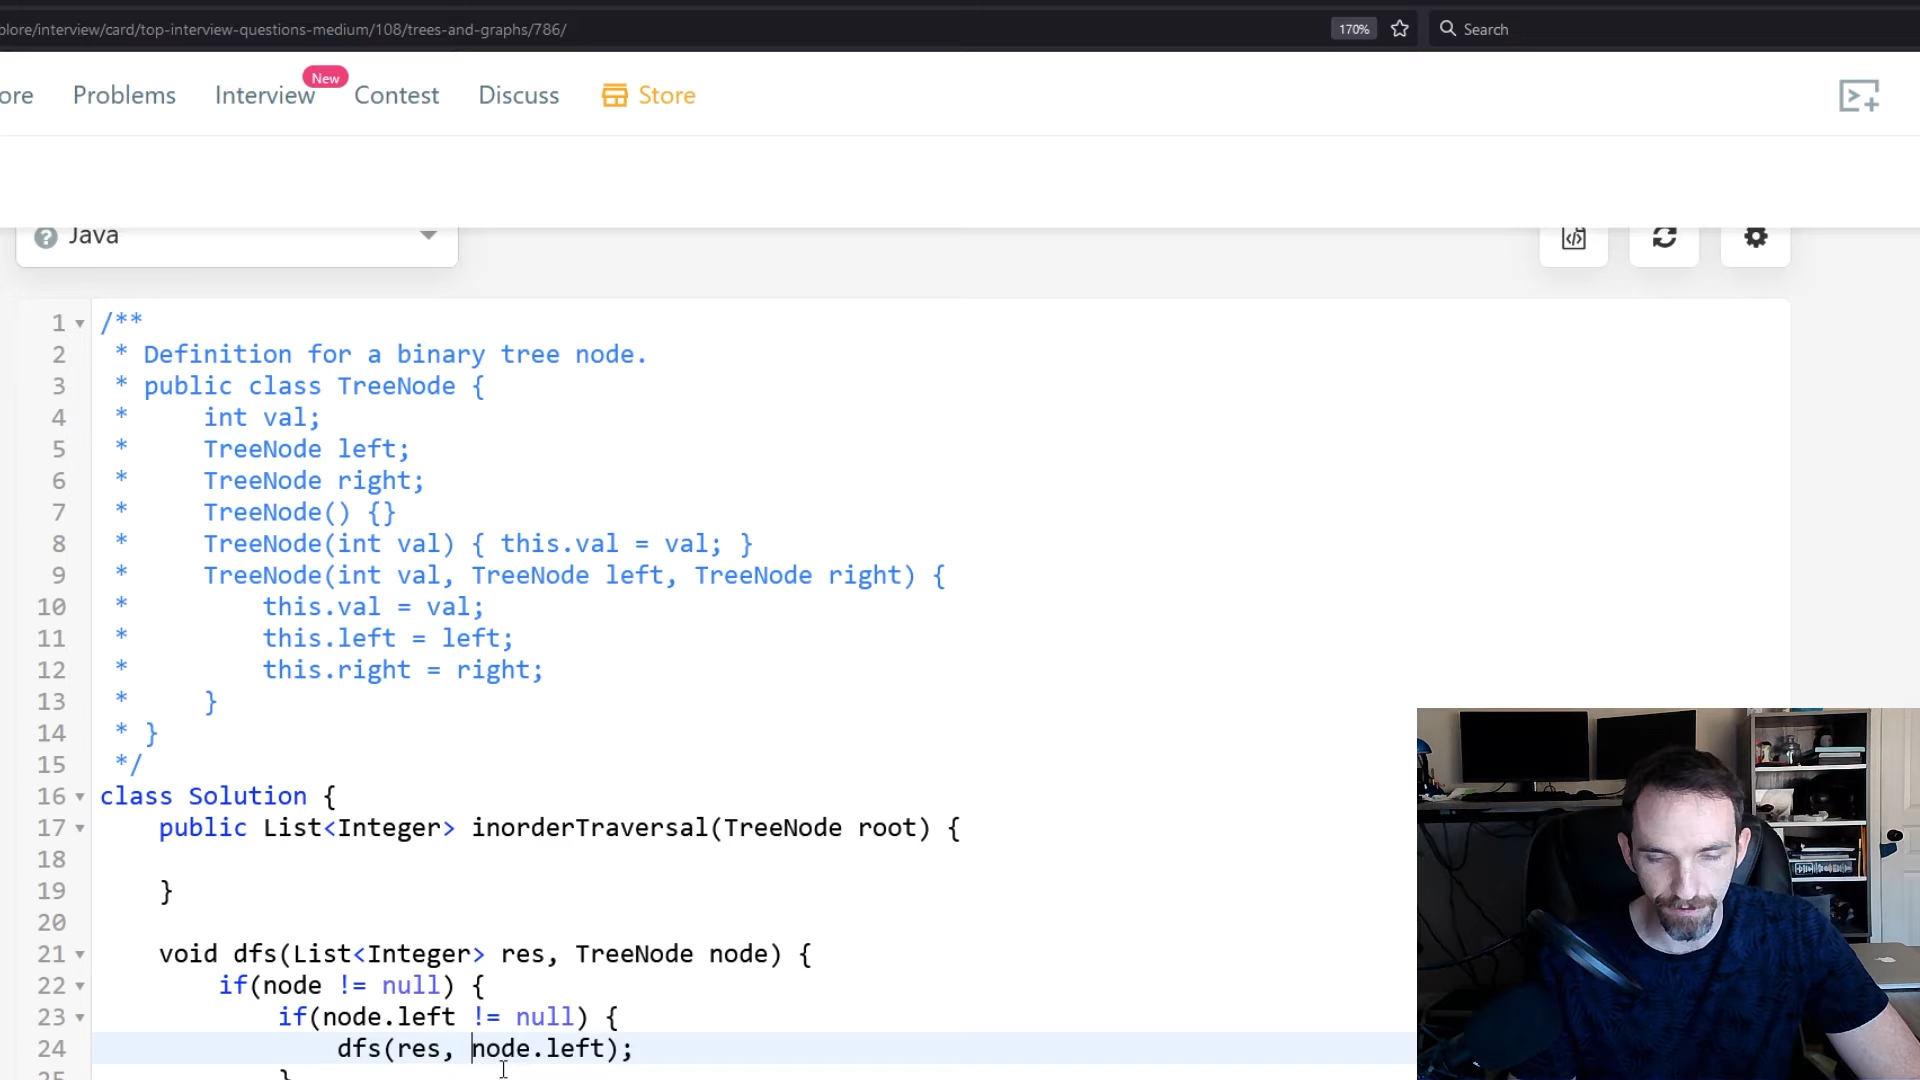 plore/interview/card/top-interview-questions-medium/108/trees-and-graphs/786/
170%
Search
ore
Problems
Interview
New
Contest
Discuss
Store
Java
1 /**
2 * Definition for a binary tree node.
3 * public class TreeNode {
4 * int val;
5 * TreeNode left;
6 * TreeNode right;
7 * TreeNode() {}
8 * TreeNode(int val) { this.val = val; }
9 * TreeNode(int val, TreeNode left, TreeNode right) {
10 * this.val = val;
11 * this.left = left;
12 * this.right = right;
13 * }
14 * }
15 */
16 class Solution {
17 public List<Integer> inorderTraversal(TreeNode root) {
18
19 }
20
21 void dfs(List<Integer> res, TreeNode node) {
22 if(node != null) {
23 if(node.left != null) {
24 dfs(res, node.left);
25 }